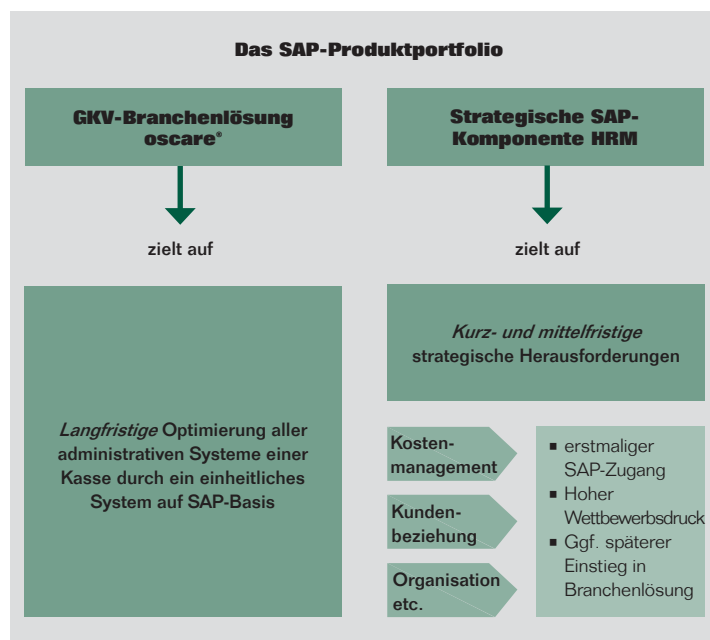 Das SAP-Produktportfolio
GKV-Branchenlösung
oscare®
zielt auf
Langfristige Optimierung aller
administrativen Systeme einer
Kasse durch ein einheitliches
System auf SAP-Basis
Strategische SAP-
Komponente HRM
zielt auf
Kurz- und mittelfristige
strategische Herausforderungen
Kosten-
management
Kunden-
beziehung
Organisation
etc.
▪ erstmaliger
SAP-Zugang
▪ Hoher
Wettbewerbsdruck
▪ Ggf. späterer
Einstieg in
Branchenlösung